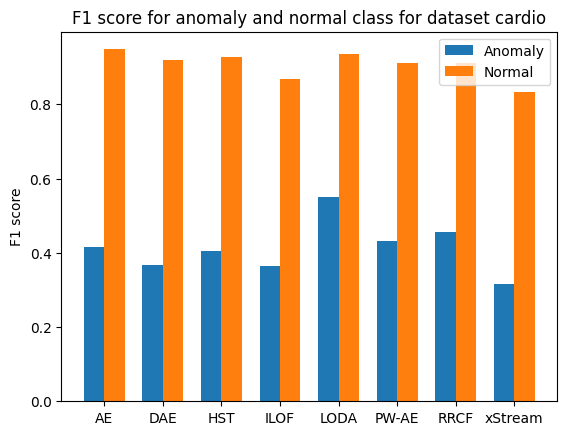 F1 score for anomaly and normal class for dataset cardio
Anomaly
Normal
F1 score
0.8
0.6
0.4
0.2
0.0
AE DAE HST ILOF LODA PW-AE RRCF xStream